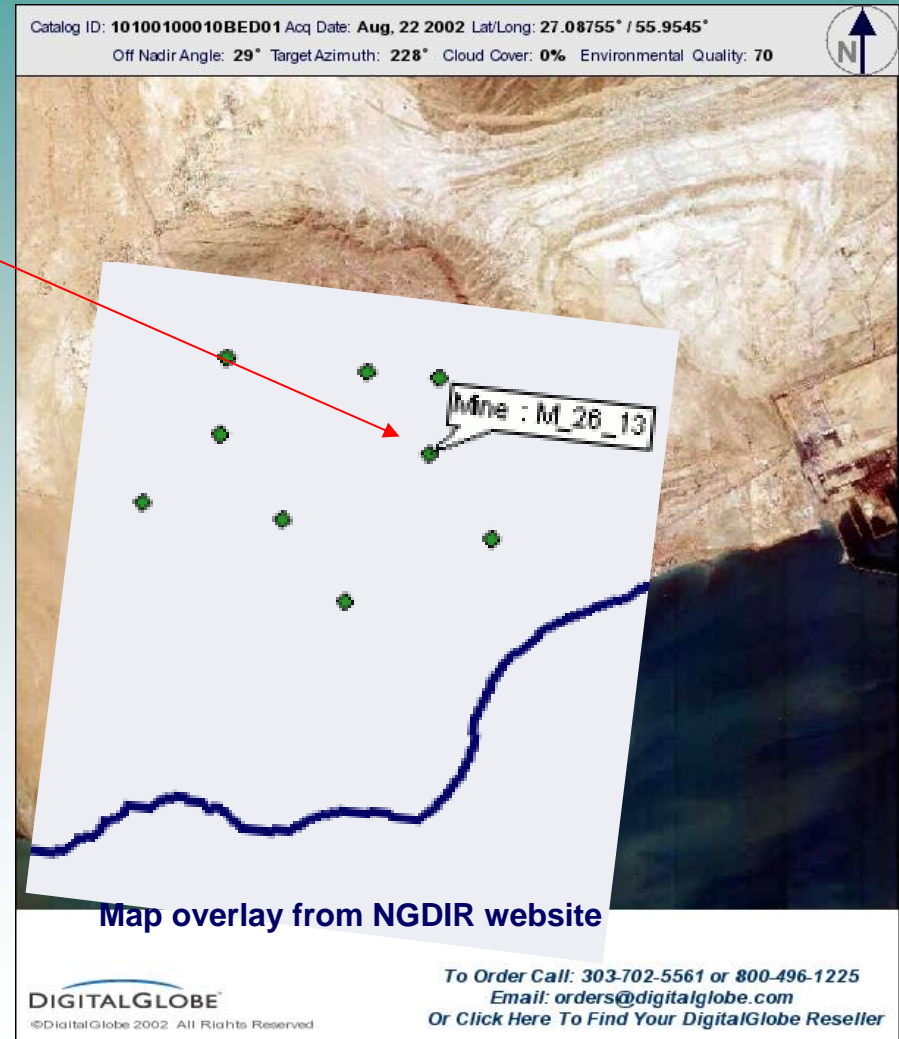 Catalog ID: 10100100010BED01 Acq Date: Aug, 22 2002 Lat/Long: 27.08755° / 55.9545°
Off Nadir Angle: 29° Target Azimuth: 228° Cloud Cover: 0% Environmental Quality: 70
N
Mine : M_26_13
Map overlay from NGDIR website
DIGITALGLOBE
©DigitalGlobe 2002 All Rights Reserved
To Order Call: 303-702-5561 or 800-496-1225
Email: orders@digitalglobe.com
Or Click Here To Find Your DigitalGlobe Reseller